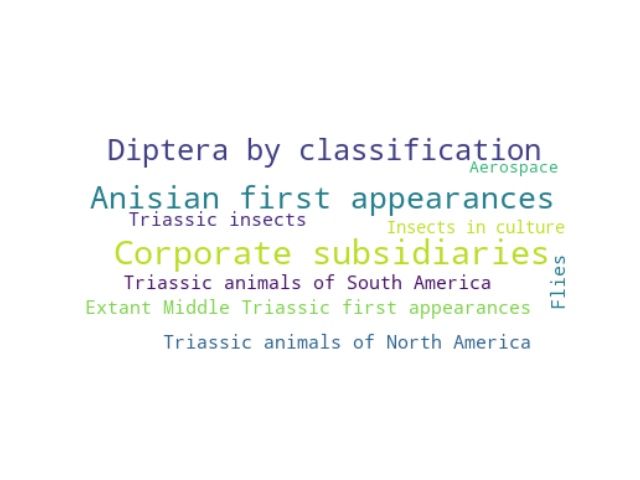 Diptera by classification
Aerospace
Anisian first appearances
Triassic insects
Insects in culture
Corporate subsidiaries
Triassic animals of South America
Flies
Extant Middle Triassic first appearances
Triassic animals of North America